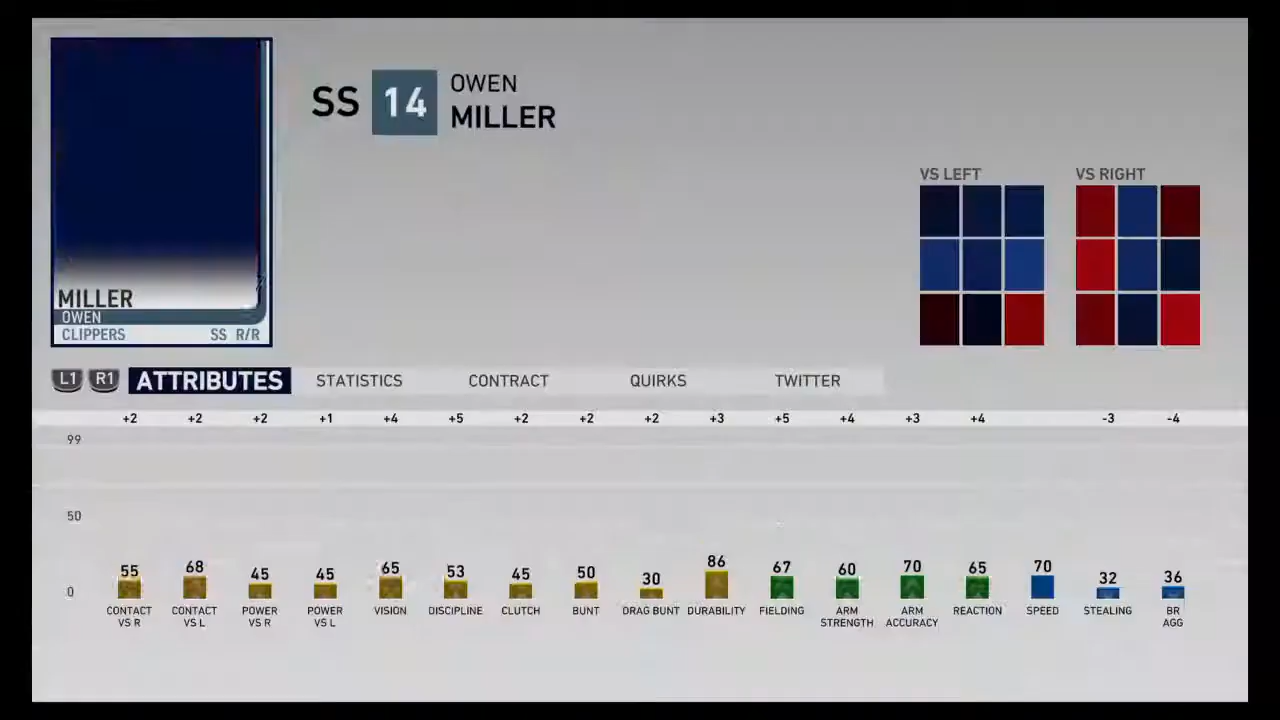 SS 14 OWEN
MILLER
VS LEFT VS RIGHT
MILLER
OWEN
CLIPPERS SS R/R
L1 R1 ATTRIBUTES STATISTICS CONTRACT QUIRKS TWITTER
+2 +2 +2 +1 +4 +5 +2 +2 +2 +3 +5 +4 +3 +4 -3 -4
99
50
0
55 68 45 45 65 53 45 50 30 86 67 60 70 65 70 32 36
CONTACT CONTACT POWER POWER VISION DISCIPLINE CLUTCH BUNT DRAG BUNT DURABILITY FIELDING ARM ARM REACTION SPEED STEALING BR
VS R VS L VS R VS L STRENGTH ACCURACY AGG